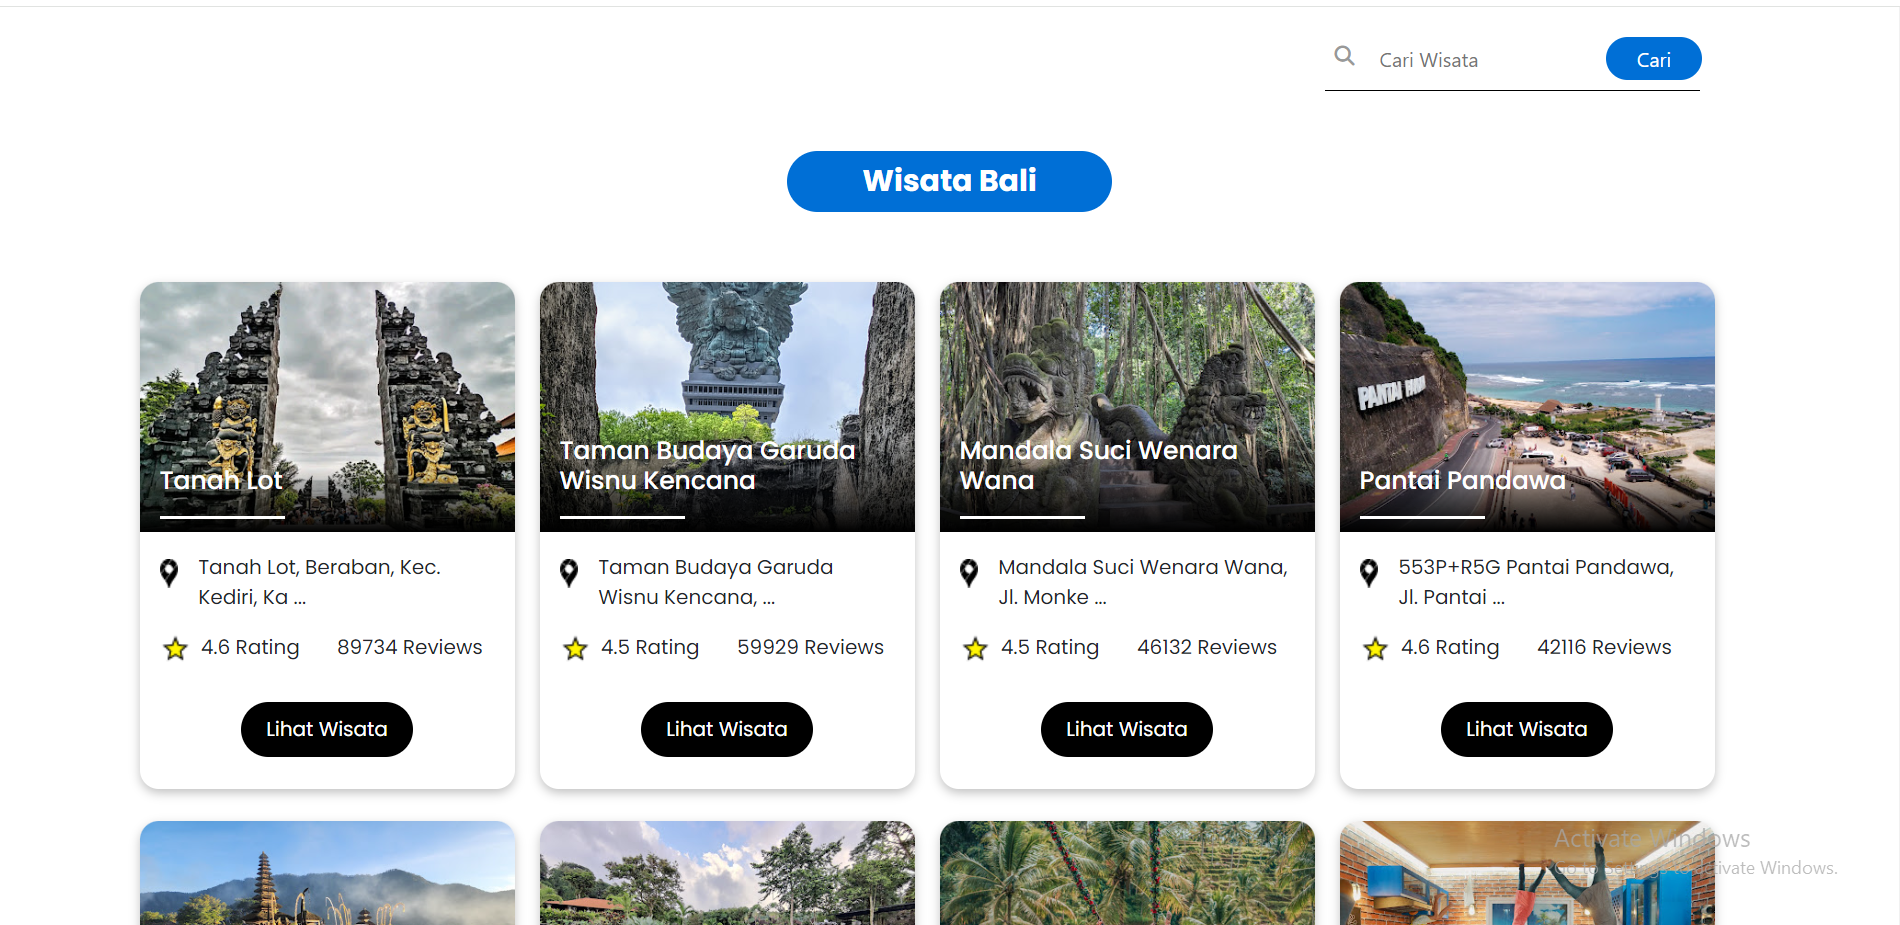 Cari Wisata
Cari
Wisata Bali
Tanah Lot
Tanah Lot, Beraban, Kec.
Kediri, Ka ...
4.6 Rating
89734 Reviews
Lihat Wisata
Taman Budaya Garuda
Wisnu Kencana
Taman Budaya Garuda
Wisnu Kencana, ...
4.5 Rating
59929 Reviews
Lihat Wisata
Mandala Suci Wenara
Wana
Mandala Suci Wenara Wana,
Jl. Monke ...
4.5 Rating
46132 Reviews
Lihat Wisata
PANTAI
Pantai Pandawa
553P+R5G Pantai Pandawa,
Jl. Pantai ...
4.6 Rating
42116 Reviews
Lihat Wisata
Activate Windows
Go to Settings to activate Windows.